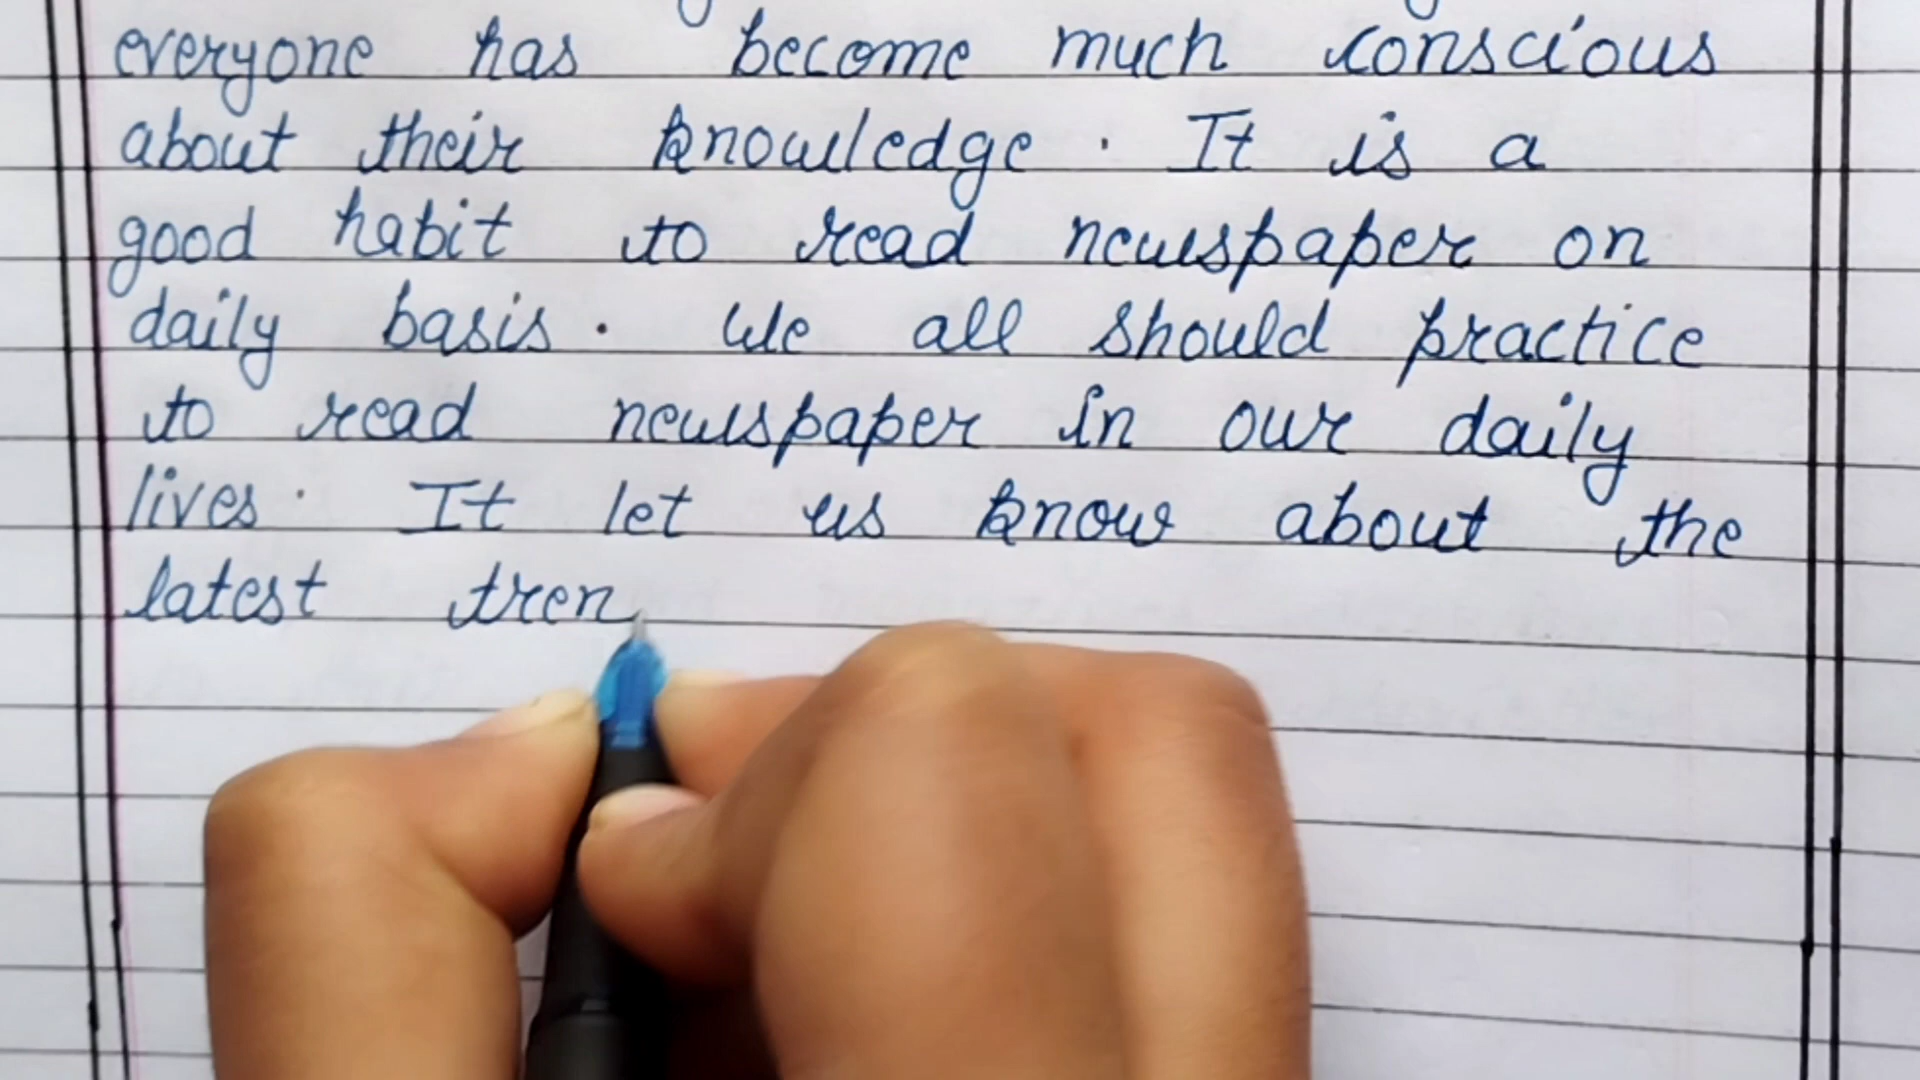 everyone has become much conscious
about their knowledge. It is a
good habit to read newspaper on
daily basis. We all should practice
to read newspaper in our daily
lives. It let us know about the
latest tren